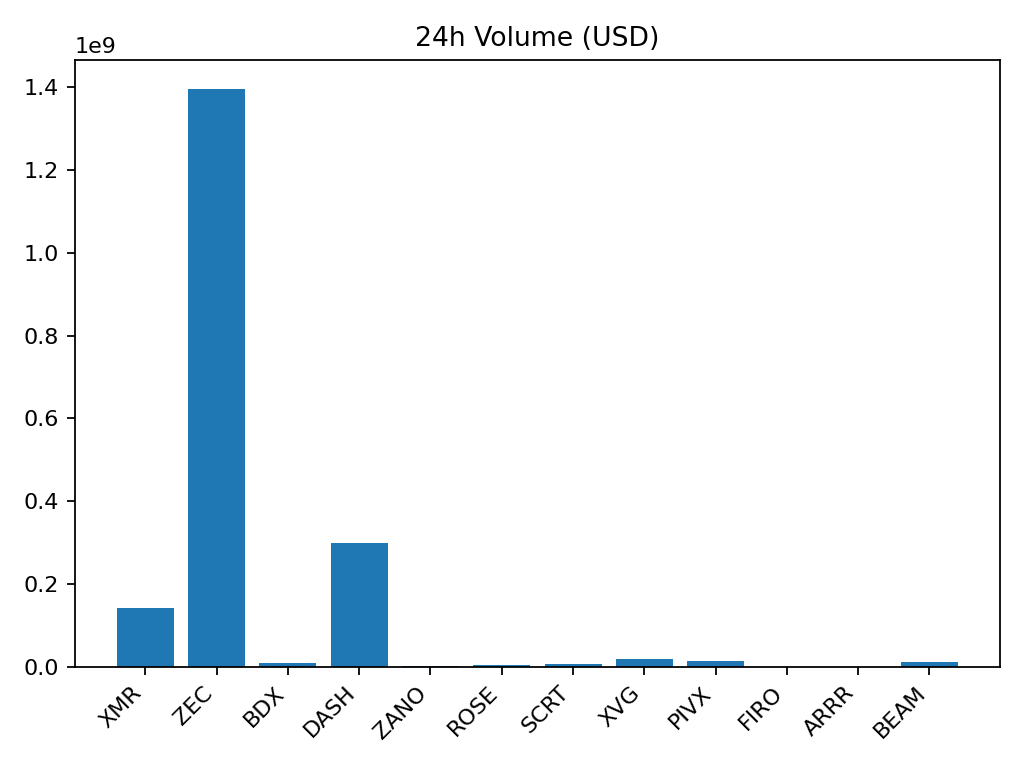 24h Volume (USD)
1e9
1.4
1.2
1.0
0.8
0.6
0.4
0.2
0.0
XMR
ZEC
BDX
DASH
ZANO
ROSE
SCRT
XVG
PIVX
FIRO
ARRR
BEAM